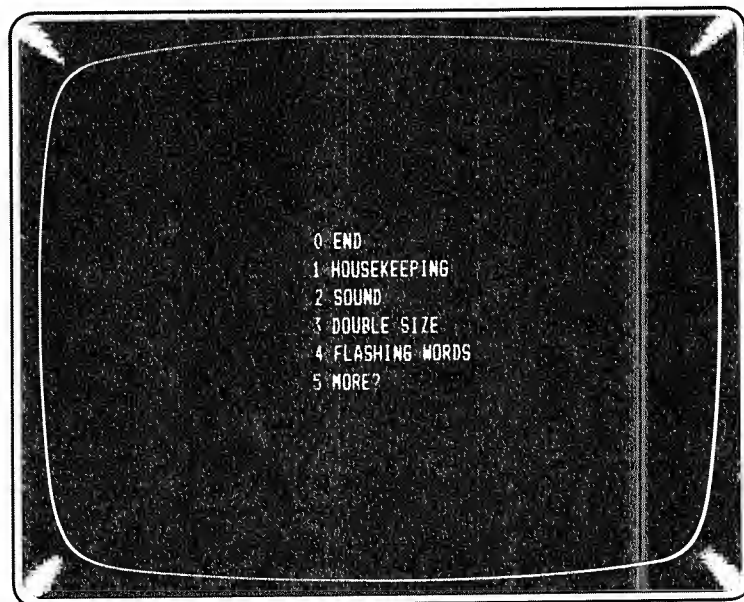 0 END
1 HOUSEKEEPING
2 SOUND
3 DOUBLE SIZE
4 FLASHING WORDS
5 MORE?